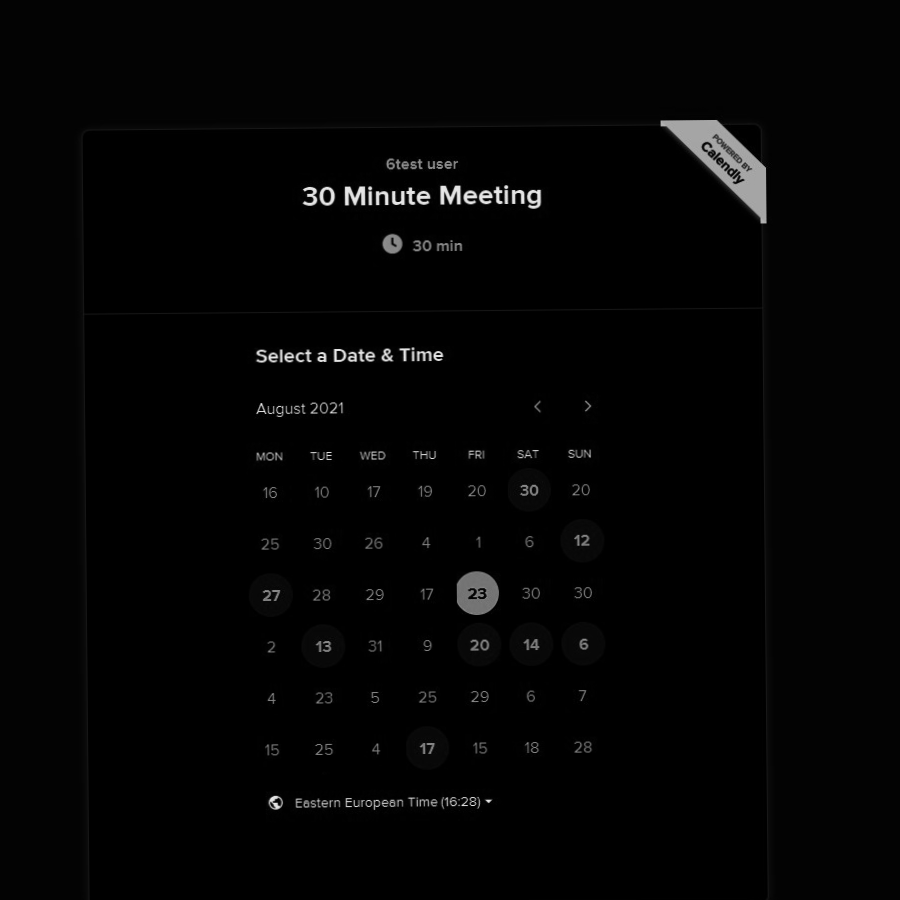 POWERED BY
Calendly
6test user
30 Minute Meeting
30 min
Select a Date & Time
August 2021
MON TUE WED THU FRI SAT SUN
16 10 17 19 20 30 20
25 30 26 4 1 6 12
27 28 29 17 23 30 30
2 13 31 9 20 14 6
4 23 5 25 29 6 7
15 25 4 17 15 18 28
Eastern European Time (16:28)